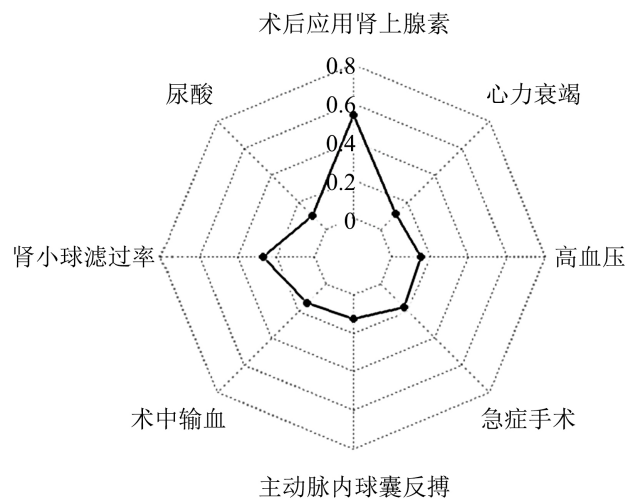 术后应用肾上腺素
0.8
尿酸
心力衰竭
0.6
0.4
0.2
0
肾小球滤过率
高血压
术中输血
急症手术
主动脉内球囊反搏